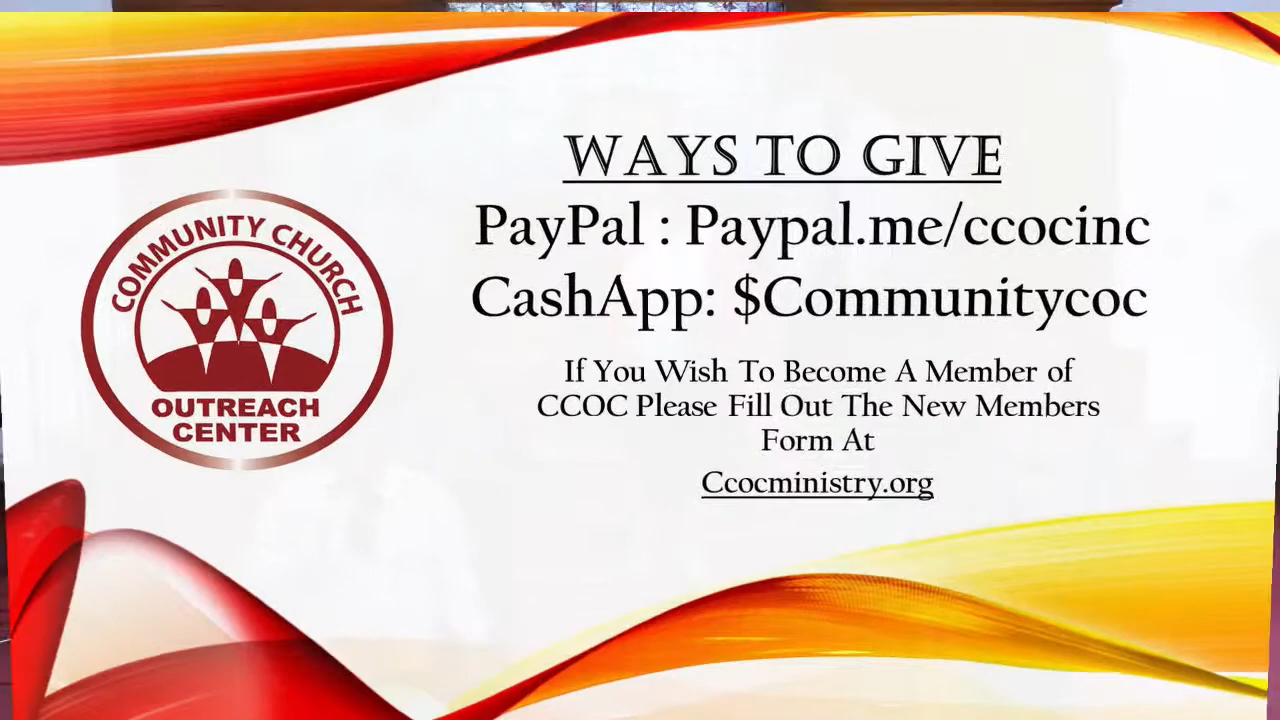 WAYS TO GIVE
PayPal : Paypal.me/ccocinc
CashApp: $Communitycoc
If You Wish To Become A Member of
CCOC Please Fill Out The New Members
Form At
Ccocministry.org
COMMUNITY CHURCH
OUTREACH
CENTER